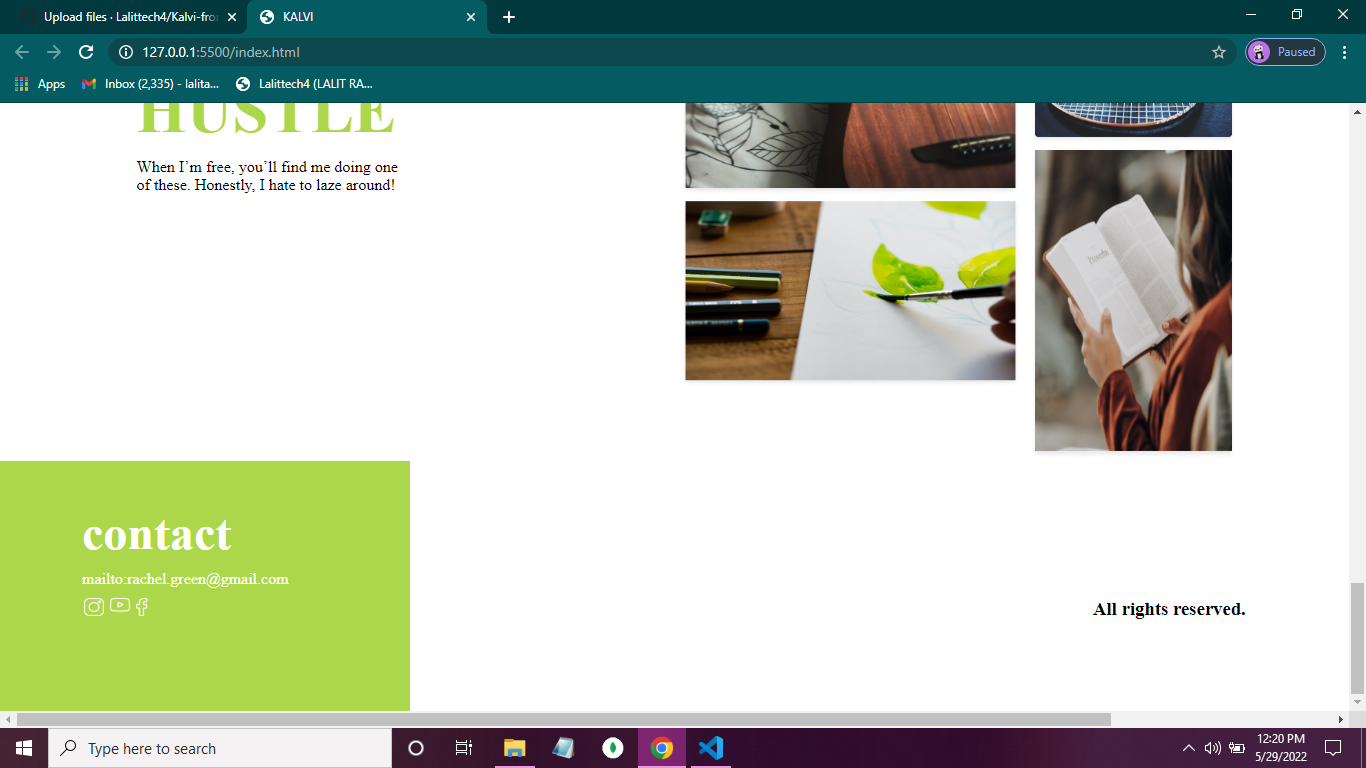 Upload files · Lalittech4/Kalvi-fron
KALVI
127.0.0.1:5500/index.html
Paused
Apps
Inbox (2,335) - lalita...
Lalittech4 (LALIT RA...
HUSTLE
When I’m free, you’ll find me doing one
of these. Honestly, I hate to laze around!
contact
mailto:rachel.green@gmail.com
All rights reserved.
Type here to search
12:20 PM
5/29/2022